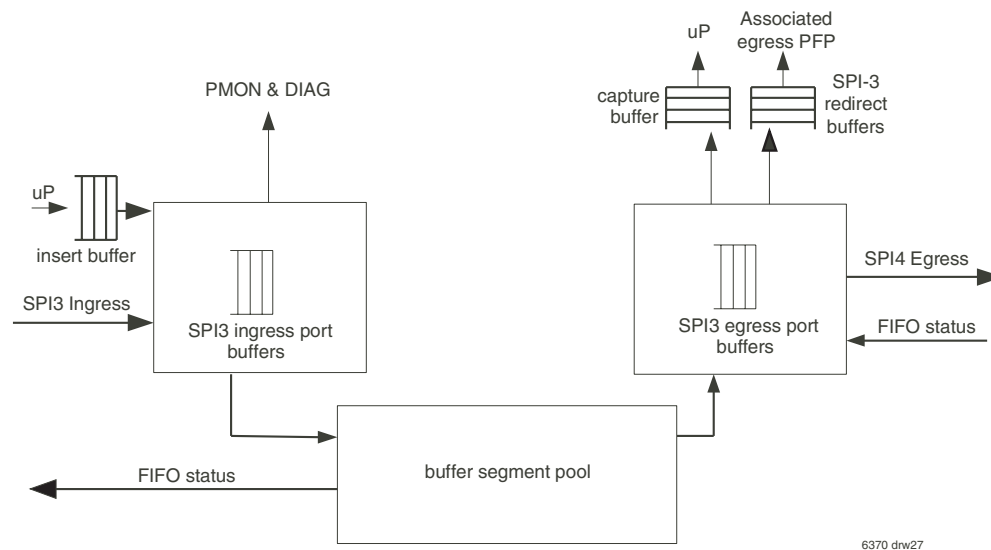 Associated
egress PFP
uP
PMON & DIAG
capture
buffer
SPI-3
redirect
buffers
uP
insert buffer
SPI3 Ingress
SPI3 ingress port
buffers
SPI3 egress port
buffers
SPI4 Egress
FIFO status
buffer segment pool
FIFO status
6370 drw27